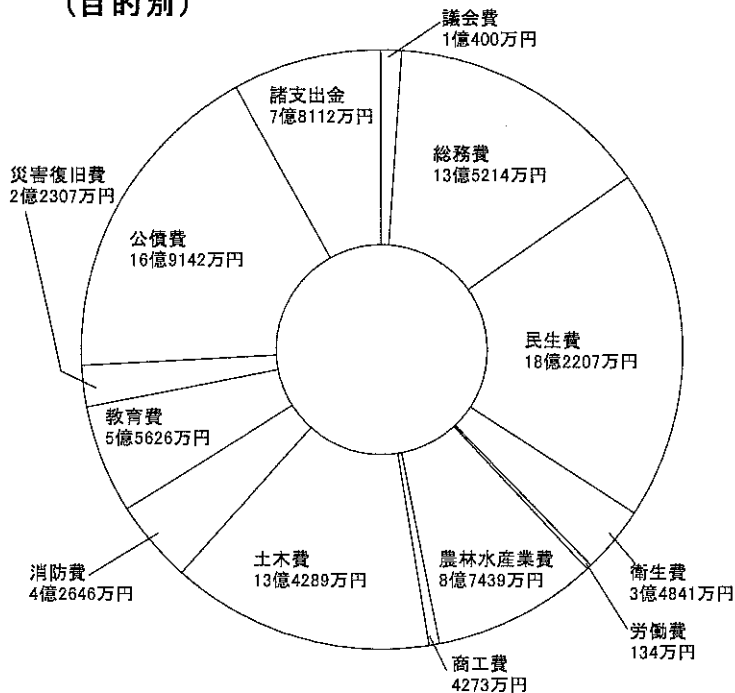 （目的別）
議会費
1億400万円
総務費
13億5214万円
民生費
18億2207万円
衛生費
3億4841万円
労働費
134万円
農林水産業費
8億7439万円
商工費
4273万円
土木費
13億4289万円
消防費
4億2646万円
教育費
5億5626万円
災害復旧費
2億2307万円
公債費
16億9142万円
諸支出金
7億8112万円